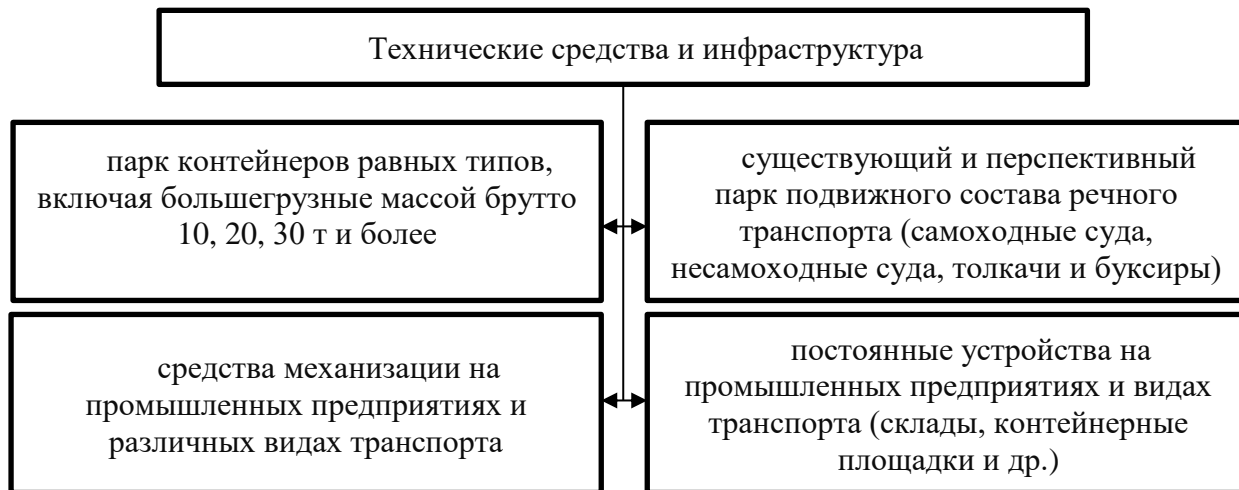 Технические средства и инфраструктура
парк контейнеров равных типов,
включая большегрузные массой брутто
10, 20, 30 т и более
существующий и перспективный
парк подвижного состава речного
транспорта (самоходные суда,
несамоходные суда, толкачи и буксиры)
средства механизации на
промышленных предприятиях и
различных видах транспорта
постоянные устройства на
промышленных предприятиях и видах
транспорта (склады, контейнерные
площадки и др.)